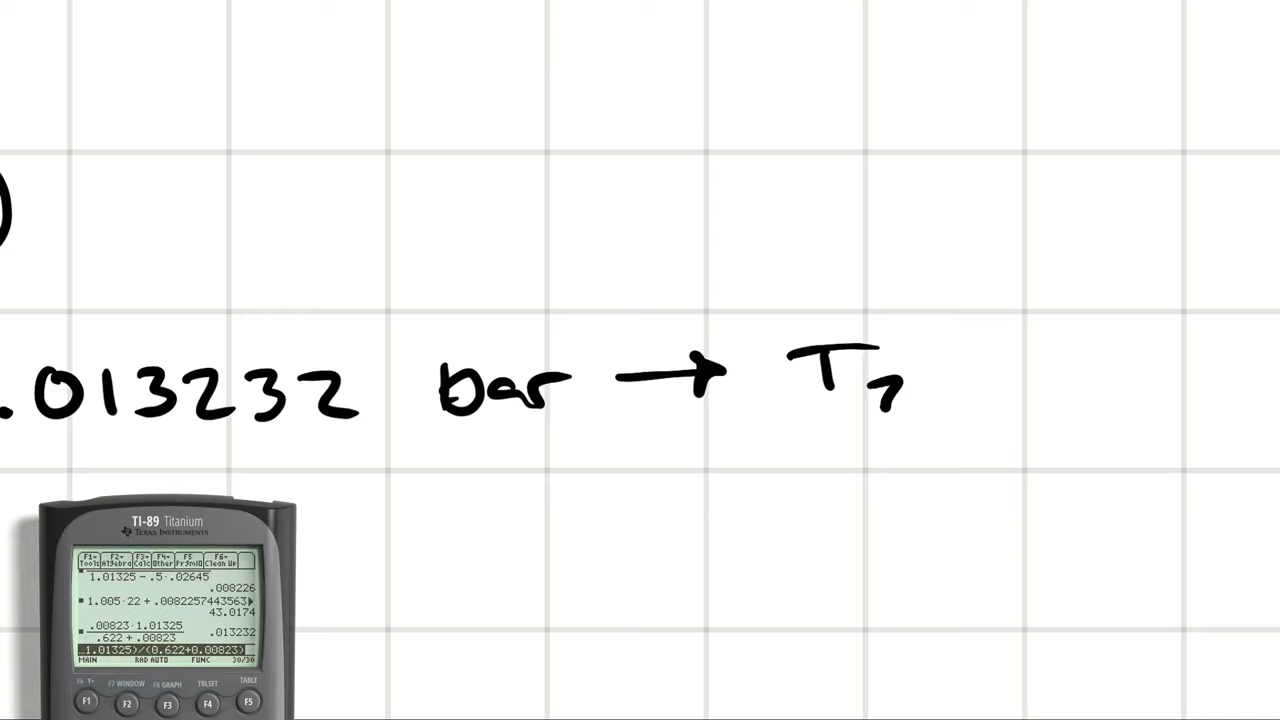 )
.013232 bar → T₂
TI-89 Titanium
TEXAS INSTRUMENTS
F1▾ F2▾ F3▾ F4▾ F5 F6▾
Tools Algebra Calc Other PrgmIO Clean Up
1.01325 - .5·.02645
.008226
▪ 1.005·22 + .0082257443563▶
43.0174
▪ .00823·1.01325
.622 + .00823
.013232
…1.01325)/(0.622+0.00823)
MAIN RAD AUTO FUNC 30/30
F6 Y= F7 WINDOW F8 GRAPH TBLSET TABLE
F1 F2 F3 F4 F5